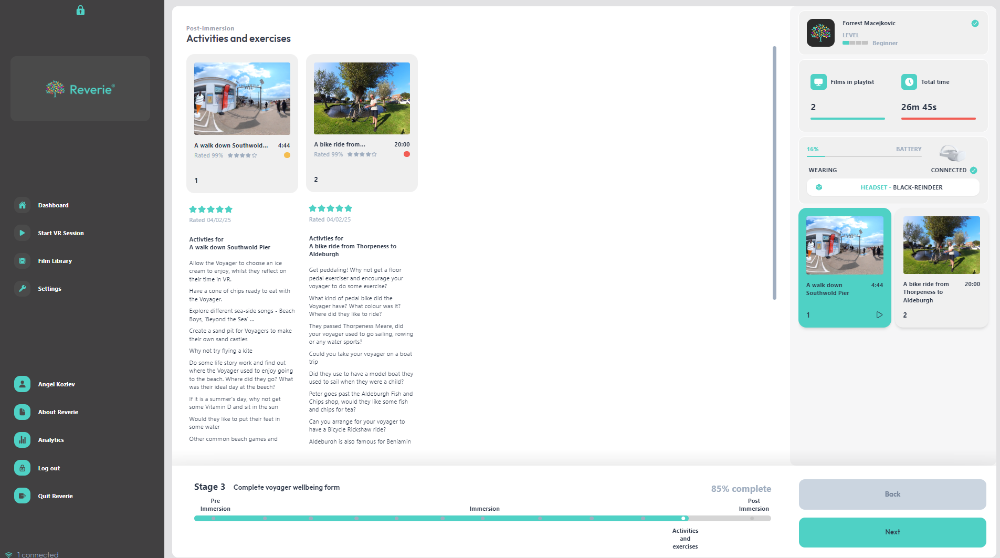 Reverie®
Dashboard
Start VR Session
Film Library
Settings
Angel Kozlev
About Reverie
Analytics
Log out
Quit Reverie
1 connected
Post-immersion
Activities and exercises
A walk down Southwold... 4:44
Rated 99%
1
A bike ride from... 20:00
Rated 99%
2
Rated 04/02/25
Activties for
A walk down Southwold Pier
Allow the Voyager to choose an ice
cream to enjoy, whilst they reflect on
their time in VR.
Have a cone of chips ready to eat with
the Voyager.
Explore different sea-side songs - Beach
Boys, 'Beyond the Sea' ...
Create a sand pit for Voyagers to make
their own sand castles
Why not try flying a kite
Do some life story work and find out
where the Voyager used to enjoy going
to the beach. Where did they go? What
was their ideal day at the beech?
If it is a summer's day, why not get
some Vitamin D and sit in the sun
Would they like to put their feet in
some water
Other common beach games and
Rated 04/02/25
Activties for
A bike ride from Thorpeness to
Aldeburgh
Get peddaling! Why not get a floor
pedal exerciser and encourage your
voyager to do some exercise?
What kind of pedal bike did the
Voyager have? What colour was it?
Where did they like to ride?
They passed Thorpeness Meare, did
your voyager used to go sailing, rowing
or any water sports?
Could you take your voyager on a boat
trip
Did they use to have a model boat they
used to sail when they were a child?
Peter goes past the Aldeburgh Fish and
Chips shop, would they like some fish
and chips for tea?
Can you arrange for your voyager to
have a Bicycle Rickshaw ride?
Aldeburgh is also famous for Benjamin
Forrest Macejkovic
LEVEL
Beginner
Films in playlist
2
Total time
26m 45s
16% BATTERY
WEARING CONNECTED
HEADSET - BLACK-REINDEER
A walk down 4:44
Southwold Pier
1
A bike ride from 20:00
Thorpeness to
Aldeburgh
2
Stage 3 Complete voyager wellbeing form
85% complete
Pre
Immersion
Immersion
Post
Immersion
Activities
and
exercises
Back
Next